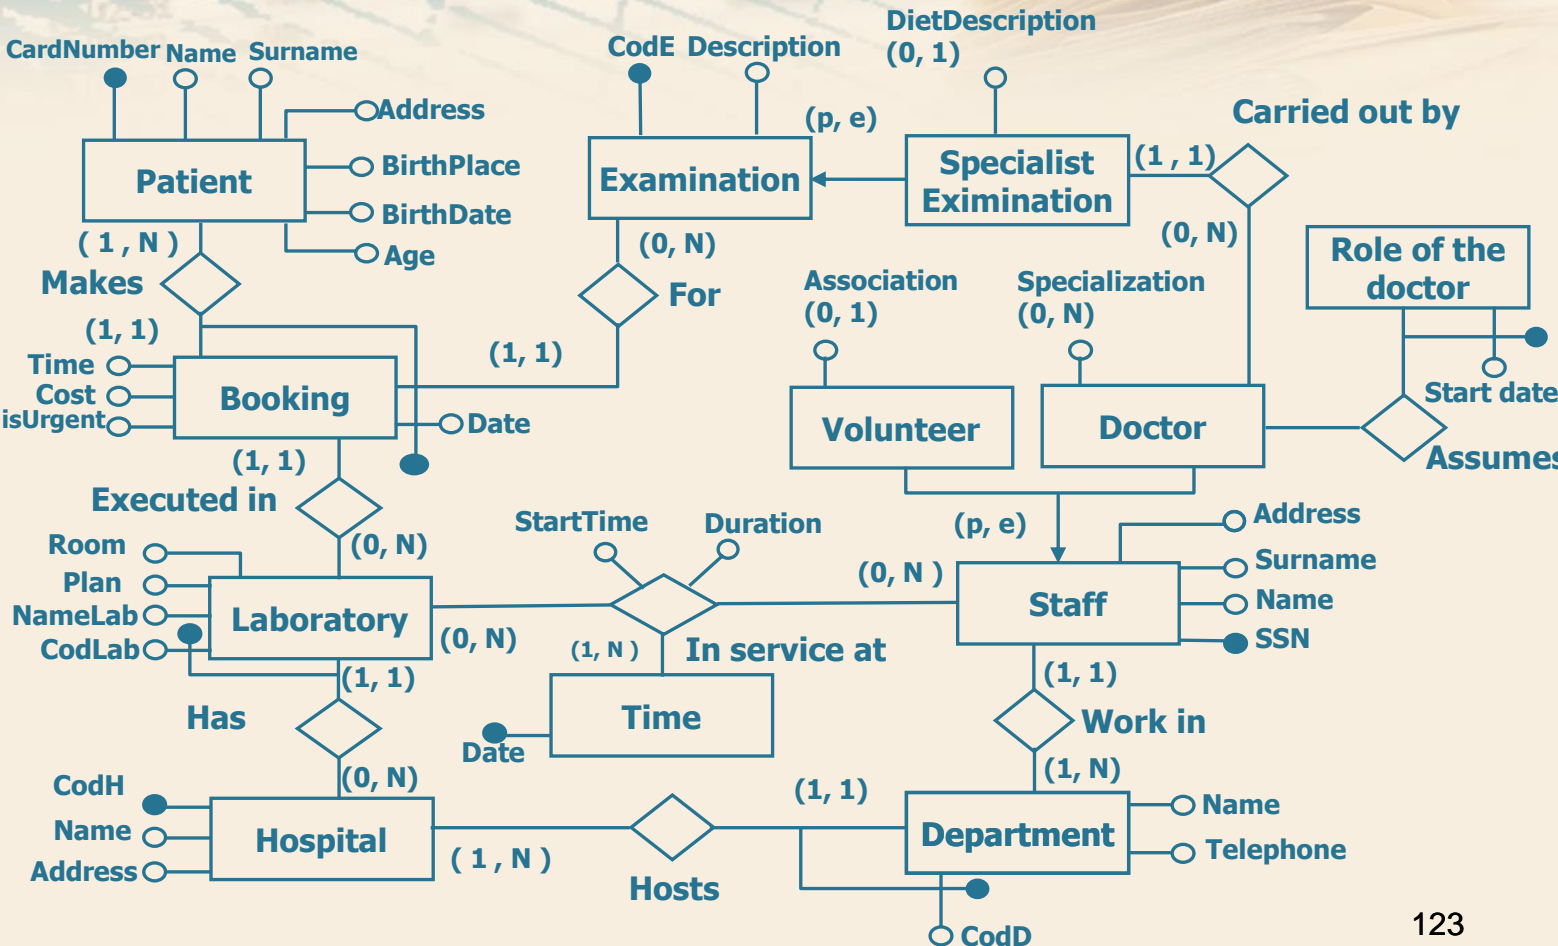 DietDescription
(0, 1)
CardNumber
Name
Surname
CodE
Description
Address
(p, e)
Carried out by
Patient
BirthPlace
BirthDate
Age
Examination
Specialist
Eximination
(1 , 1)
( 1 , N )
Makes
(0, N)
For
(0, N)
Role of the
doctor
Association
(0, 1)
Specialization
(0, N)
(1, 1)
(1, 1)
Time
Cost
isUrgent
Booking
Date
Volunteer
Doctor
Start date
Assumes
(1, 1)
Executed in
(0, N)
StartTime
Duration
(p, e)
Address
Surname
Name
SSN
Room
Plan
NameLab
CodLab
Laboratory
(0, N)
(0, N )
Staff
(1, N )
In service at
(1, 1)
(1, 1)
Has
Time
Date
Work in
(0, N)
(1, N)
CodH
Name
Address
Hospital
( 1 , N )
Hosts
(1, 1)
Department
Name
Telephone
CodD
123